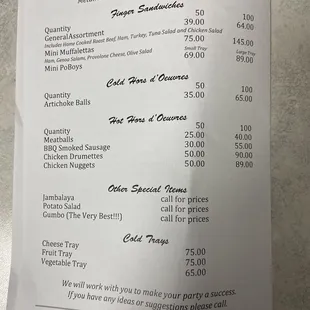 Finger Sandwiches
Quantity 50 100
General Assortment 39.00 64.00
Includes Home Cooked Roast Beef, Ham, Turkey, Tuna Salad and Chicken Salad
Mini Muffalettas 75.00 145.00
Ham, Genoa Salami, Provolone Cheese, Olive Salad Small Tray Large Tray
Mini PoBoys 69.00 89.00
Cold Hors d'Oeuvres
Quantity 50 100
Artichoke Balls 35.00 65.00
Hot Hors d'Oeuvres
Quantity 50 100
Meatballs 25.00 40.00
BBQ Smoked Sausage 30.00 55.00
Chicken Drumettes 50.00 90.00
Chicken Nuggets 50.00 89.00
Other Special Items
Jambalaya call for prices
Potato Salad call for prices
Gumbo (The Very Best!!!) call for prices
Cold Trays
Cheese Tray 75.00
Fruit Tray 75.00
Vegetable Tray 65.00
We will work with you to make your party a success.
If you have any ideas or suggestions please call.